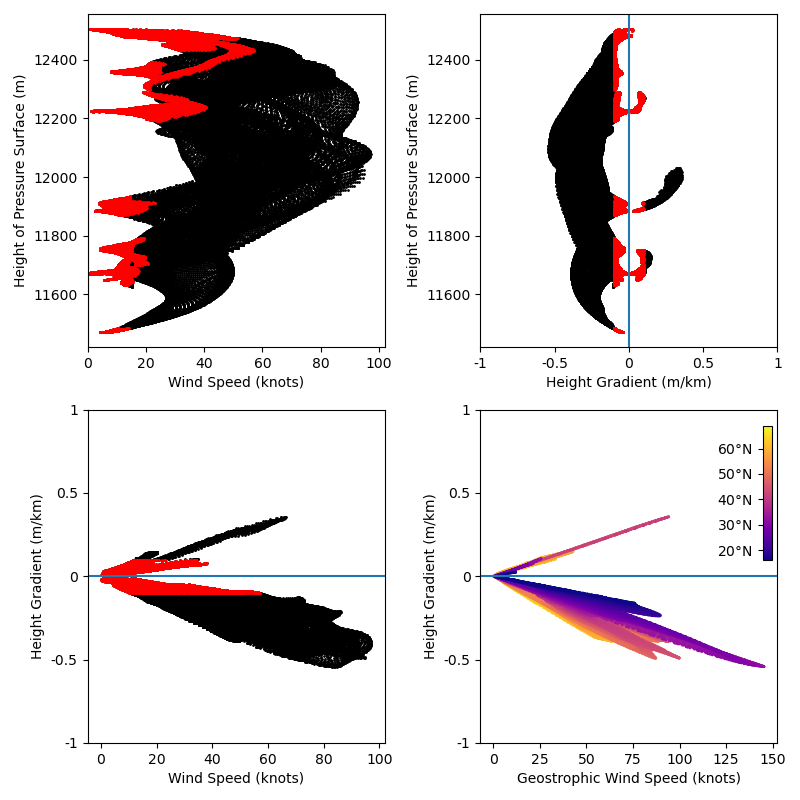 Height of Pressure Surface (m)
12400
12200
12000
11800
11600
0 20 40 60 80 100
Wind Speed (knots)
Height of Pressure Surface (m)
12400
12200
12000
11800
11600
-1 -0.5 0 0.5 1
Height Gradient (m/km)
Height Gradient (m/km)
1
0.5
0
-0.5
-1
0 20 40 60 80 100
Wind Speed (knots)
Height Gradient (m/km)
1
0.5
0
-0.5
-1
60°N
50°N
40°N
30°N
20°N
0 25 50 75 100 125 150
Geostrophic Wind Speed (knots)